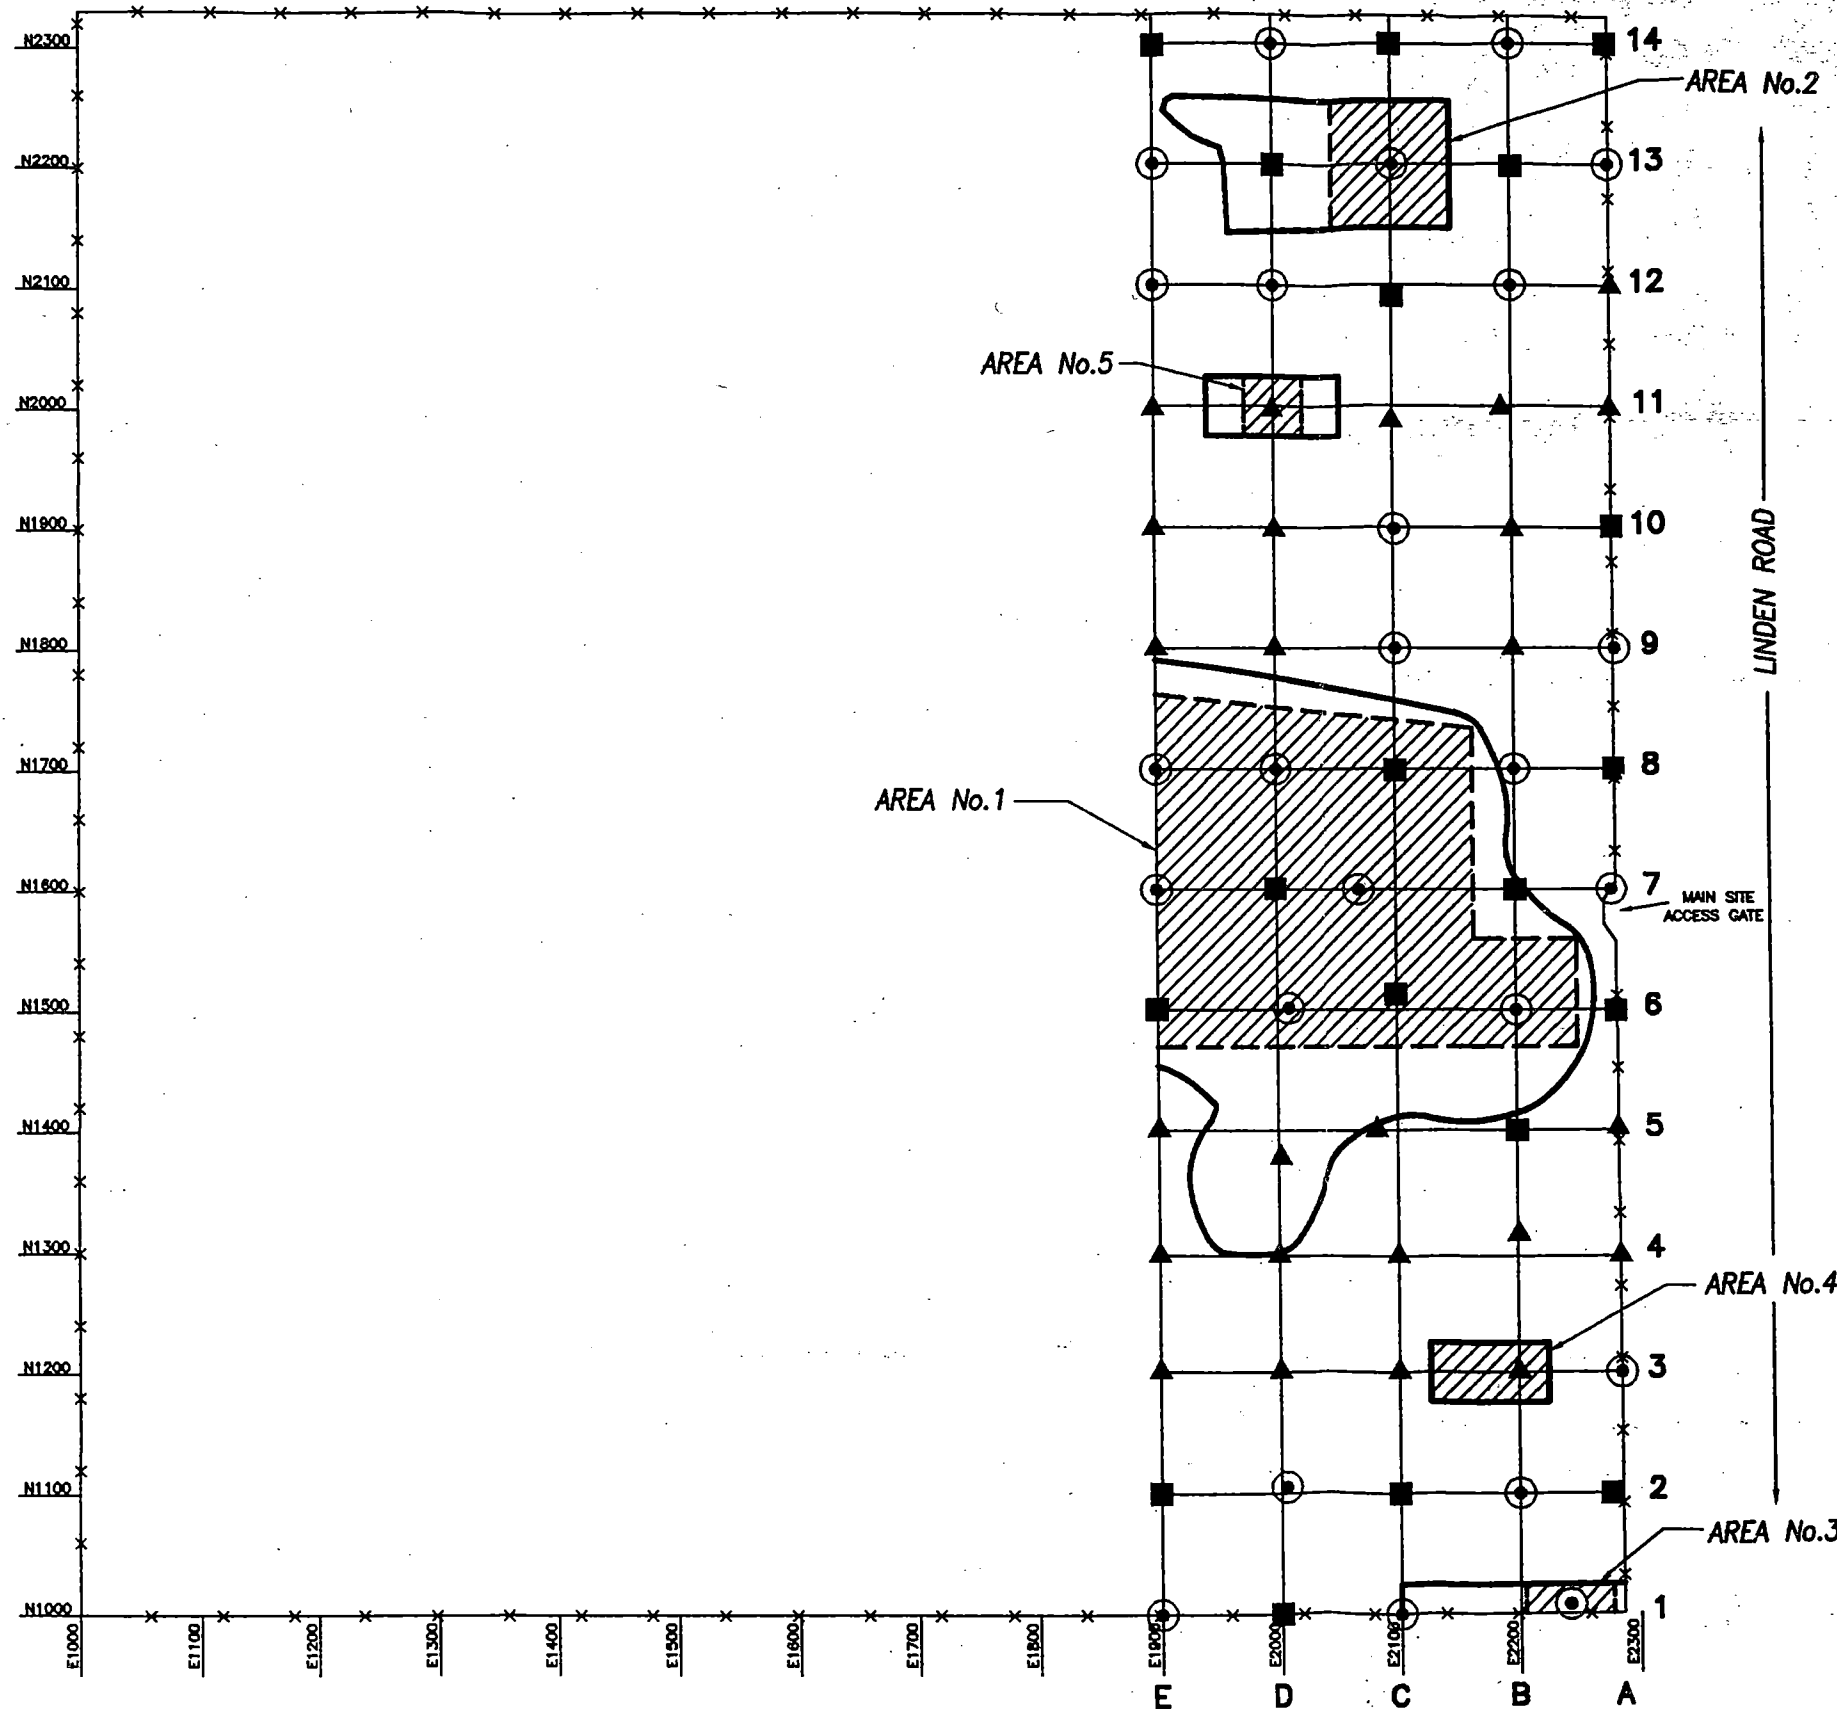 N2300
14
AREA No.2
N2200
13
N2100
12
AREA No.5
N2000
11
N1900
10
LINDEN ROAD
N1800
9
N1700
8
AREA No.1
N1600
7
MAIN SITE
ACCESS GATE
N1500
6
N1400
5
N1300
4
AREA No.4
N1200
3
N1100
2
AREA No.3
N1000
1
E1000
E1100
E1200
E1300
E1400
E1500
E1600
E1700
E1800
E1900
E2000
E2100
E2200
E2300
E
D
C
B
A